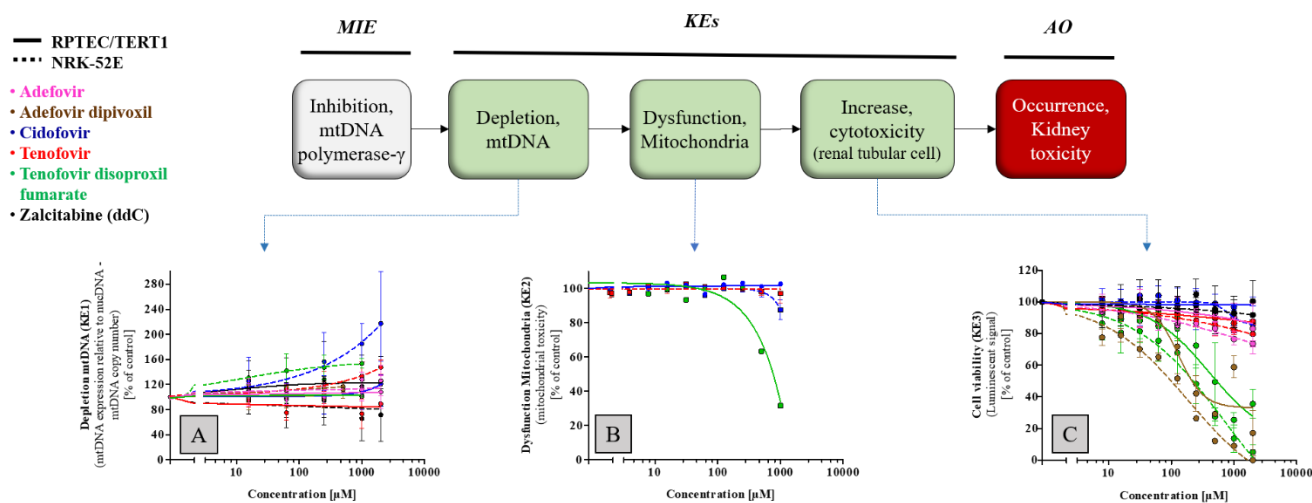 MIE
KEs
AO
RPTEC/TERT1
NRK-52E
• Adefovir
• Adefovir dipivoxil
• Cidofovir
• Tenofovir
• Tenofovir disoproxil
fumarate
• Zalcitabine (ddC)
Inhibition,
mtDNA
polymerase-γ
Depletion,
mtDNA
Dysfunction,
Mitochondria
Increase,
cytotoxicity
(renal tubular cell)
Occurrence,
Kidney
toxicity
Depletion mtDNA (KE1)
(mtDNA expression relative to nucDNA -
mtDNA copy number)
[% of control]
280
240
200
160
120
80
40
0
A
10
100
1000
10000
Concentration [µM]
Dysfunction Mitochondria (KE2)
(mitochondrial toxicity)
[% of control]
100
80
60
40
20
0
B
10
100
1000
10000
Concentration [µM]
Cell viability (KE3)
(Luminescent signal)
[% of control]
120
100
80
60
40
20
0
C
10
100
1000
10000
Concentration [µM]